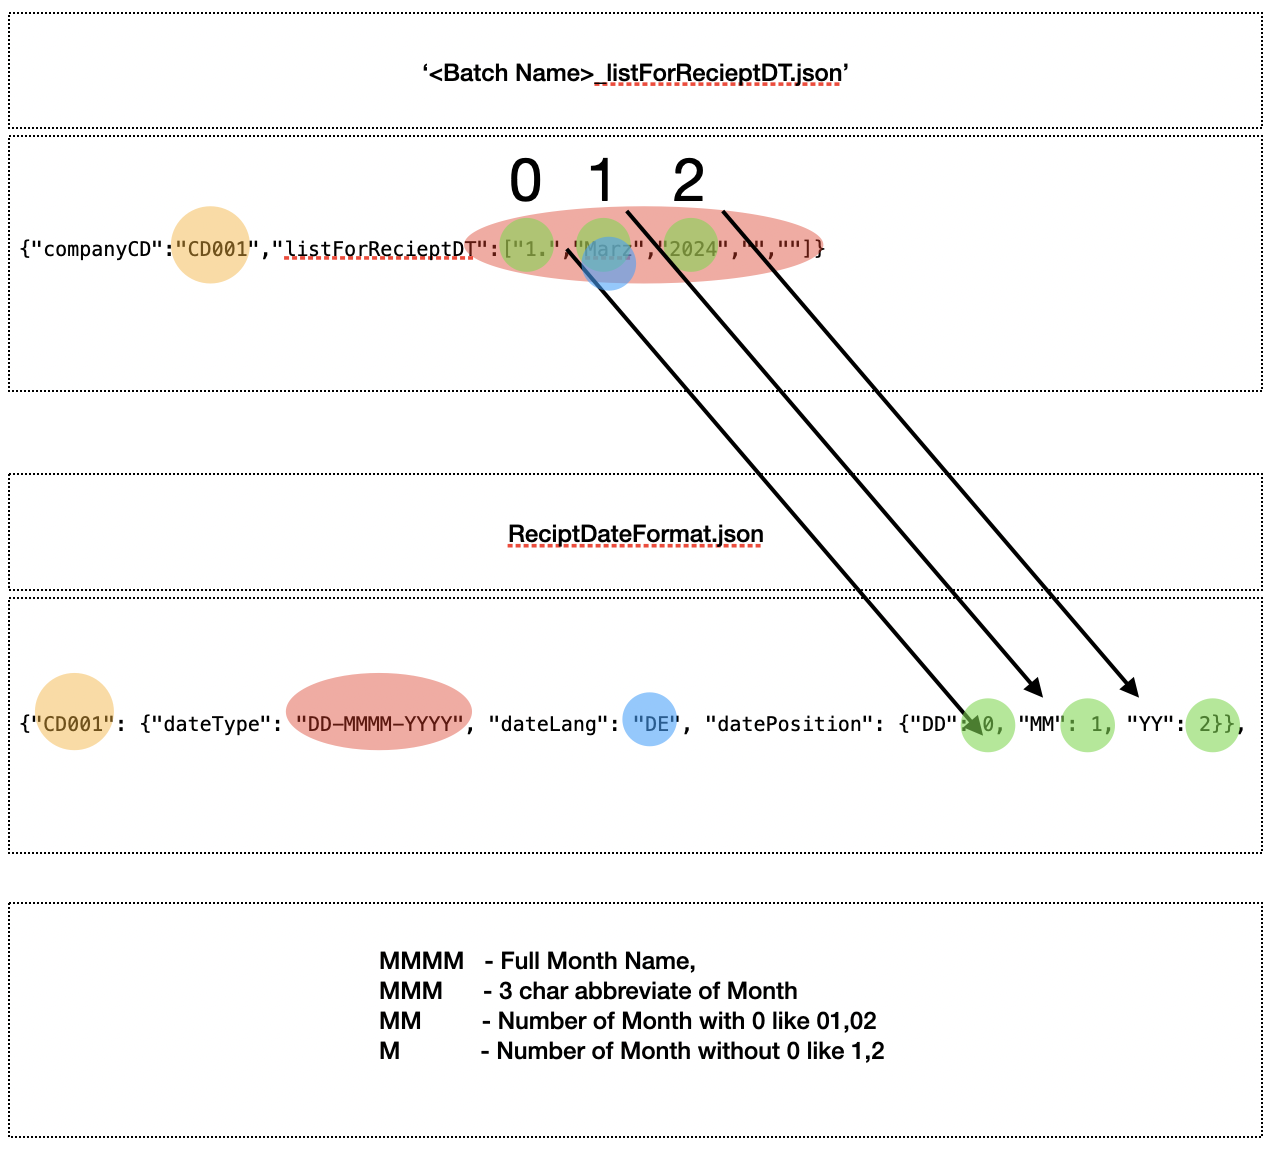 ‘<Batch Name>_listForRecieptDT.json’
0 1 2
{"companyCD":"CD001","listForRecieptDT":["1.","Marz","2024","",""]}
ReciptDateFormat.json
{"CD001": {"dateType": "DD-MMMM-YYYY", "dateLang": "DE", "datePosition": {"DD": 0, "MM": 1, "YY": 2}},
MMMM - Full Month Name,
MMM - 3 char abbreviate of Month
MM - Number of Month with 0 like 01,02
M - Number of Month without 0 like 1,2